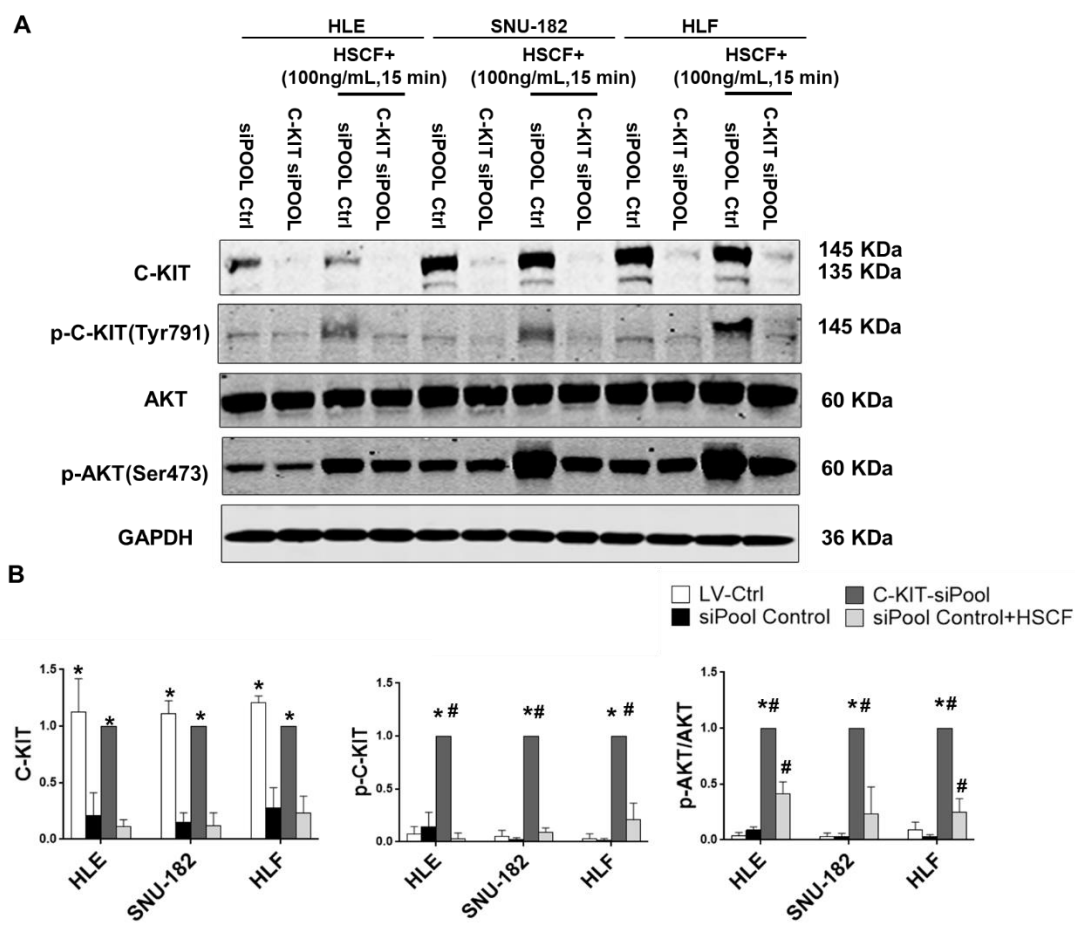 A
HLE SNU-182 HLF
HSCF+ HSCF+ HSCF+
(100ng/mL,15 min) (100ng/mL,15 min) (100ng/mL,15 min)
siPOOL Ctrl C-KIT siPOOL siPOOL Ctrl C-KIT siPOOL siPOOL Ctrl C-KIT siPOOL siPOOL Ctrl C-KIT siPOOL siPOOL Ctrl C-KIT siPOOL siPOOL Ctrl C-KIT siPOOL
C-KIT 145 KDa
135 KDa
p-C-KIT(Tyr791) 145 KDa
AKT 60 KDa
p-AKT(Ser473) 60 KDa
GAPDH 36 KDa
B
LV-Ctrl C-KIT-siPool
siPool Control siPool Control+HSCF
C-KIT
1.5
1.0
0.5
0.0
* * * * * *
HLE SNU-182 HLF
p-C-KIT
1.5
1.0
0.5
0.0
* # *# * #
HLE SNU-182 HLF
p-AKT/AKT
1.5
1.0
0.5
0.0
*# # *# *# #
HLE SNU-182 HLF